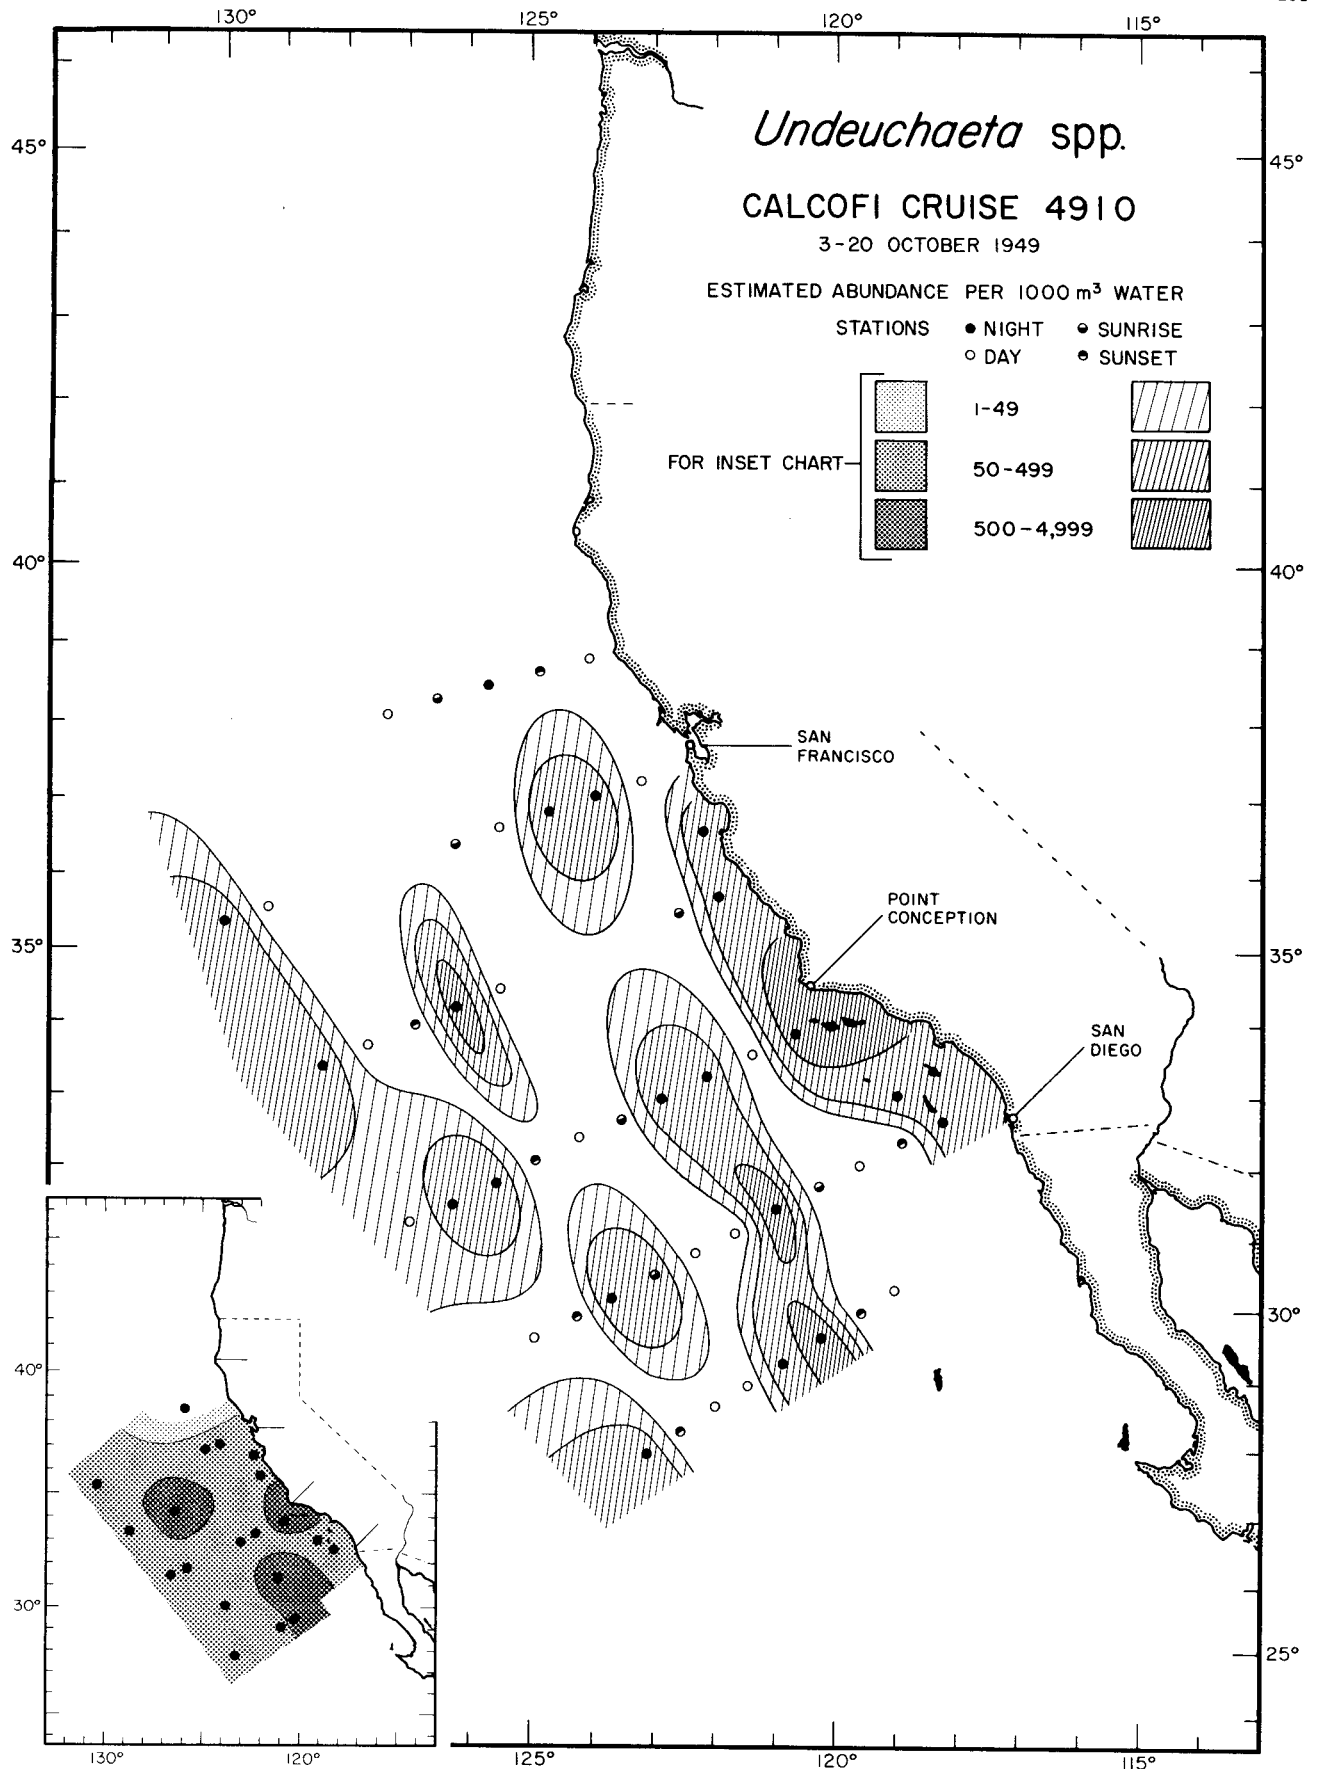 130° 125° 120° 115°
Undeuchaeta spp.
45° 45°
CALCOFI CRUISE 4910
3-20 OCTOBER 1949
ESTIMATED ABUNDANCE PER 1000 m³ WATER
STATIONS ● NIGHT SUNRISE
○ DAY SUNSET
1-49
FOR INSET CHART 50-499
500-4,999
40° 40°
SAN
FRANCISCO
POINT
CONCEPTION
35° 35°
SAN
DIEGO
30°
40°
30°
25°
130° 120° 125° 120° 115°